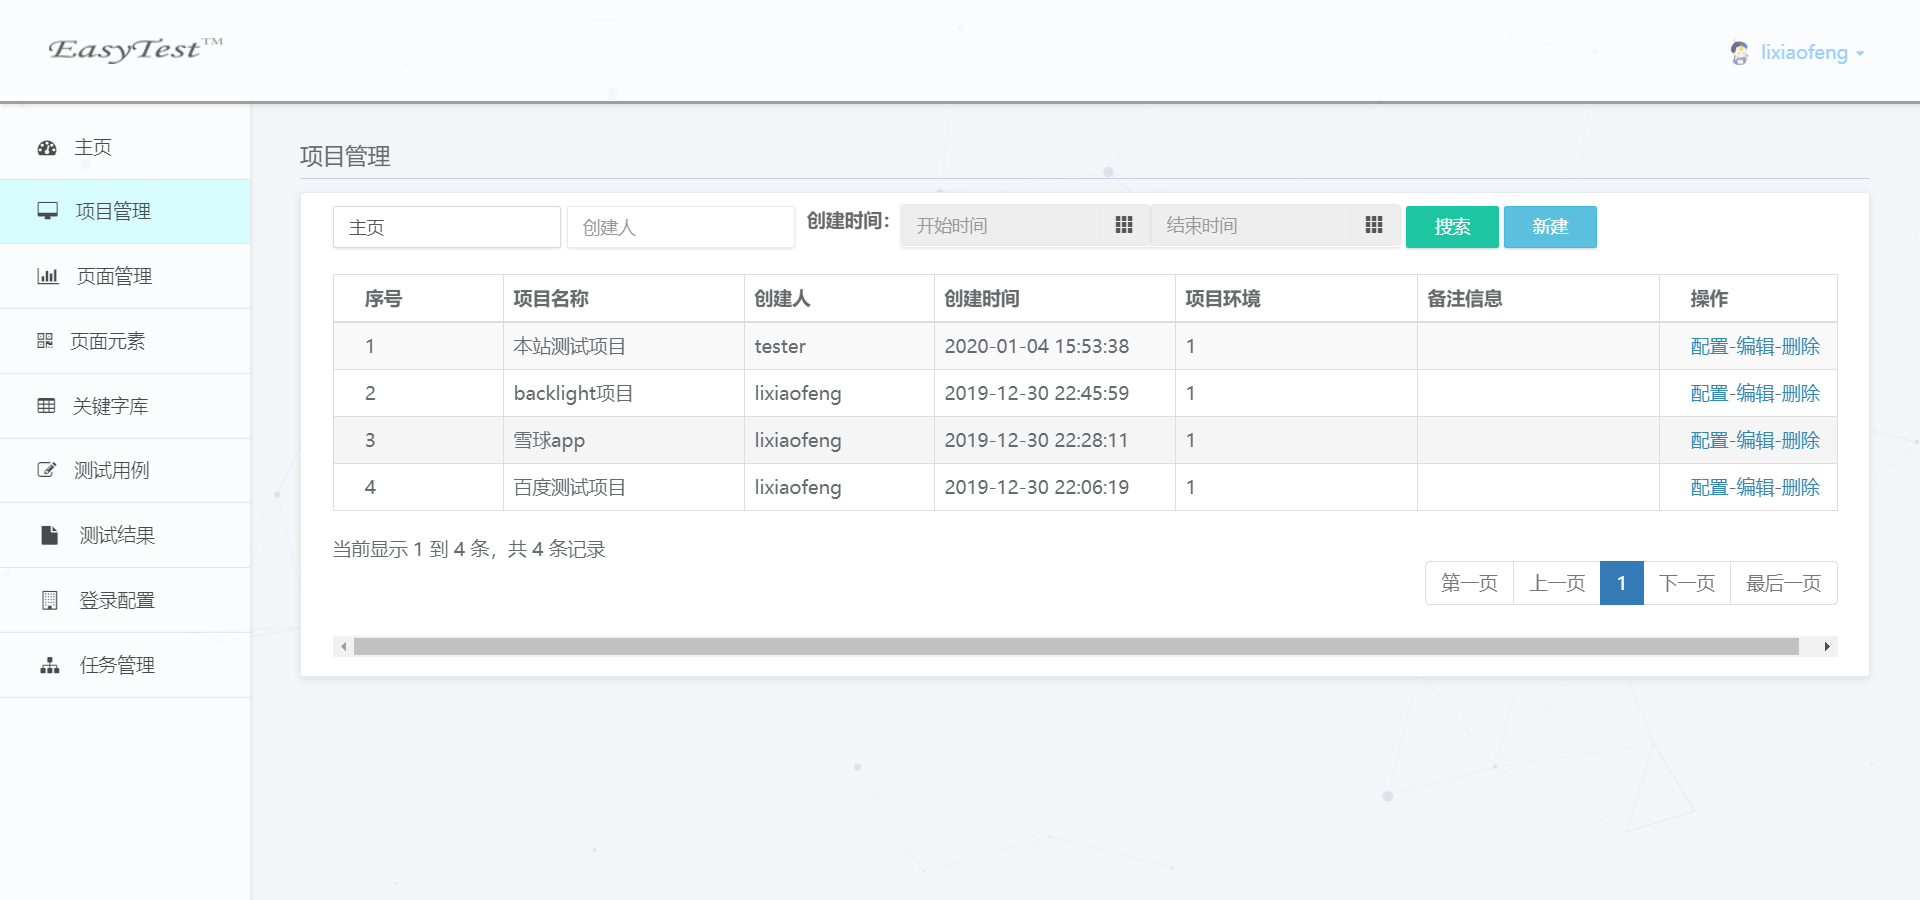 EasyTest™
lixiaofeng
主页
项目管理
页面管理
页面元素
关键字库
测试用例
测试结果
登录配置
任务管理
项目管理
主页 创建人 创建时间: 开始时间 结束时间 搜索 新建
序号 项目名称 创建人 创建时间 项目环境 备注信息 操作
1 本站测试项目 tester 2020-01-04 15:53:38 1 配置-编辑-删除
2 backlight项目 lixiaofeng 2019-12-30 22:45:59 1 配置-编辑-删除
3 雪球app lixiaofeng 2019-12-30 22:28:11 1 配置-编辑-删除
4 百度测试项目 lixiaofeng 2019-12-30 22:06:19 1 配置-编辑-删除
当前显示 1 到 4 条，共 4 条记录
第一页 上一页 1 下一页 最后一页